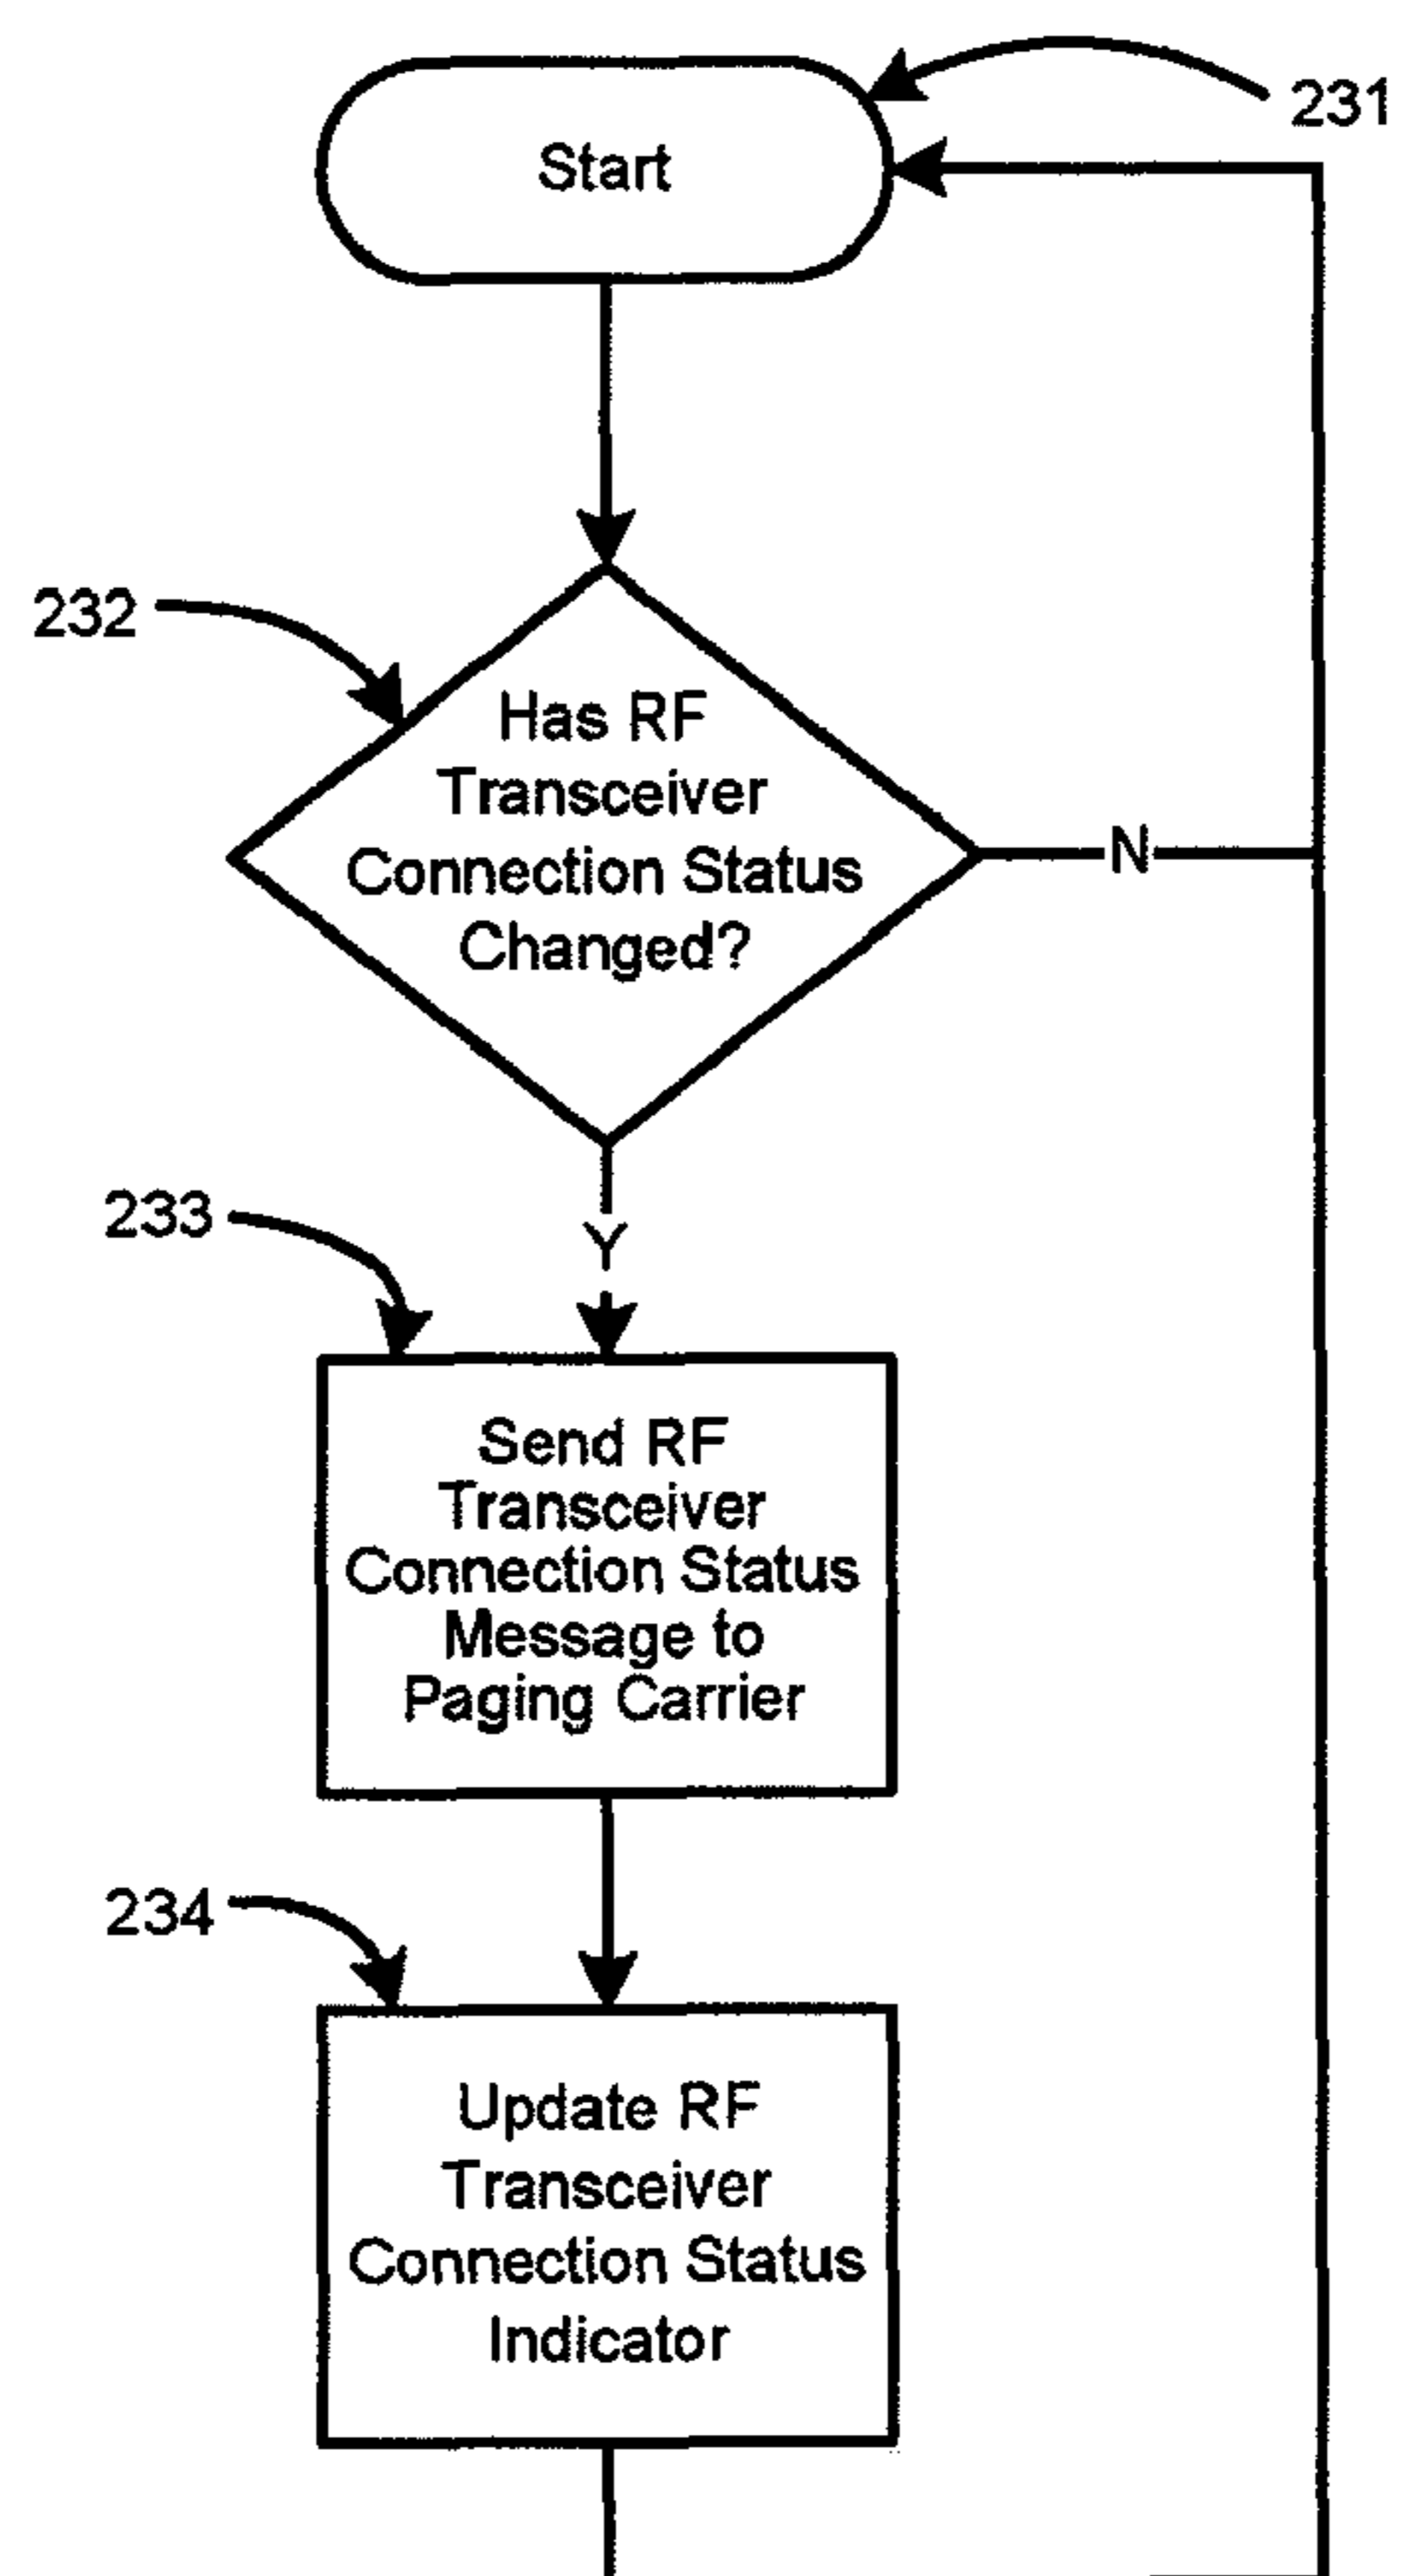 231
Start
232
Has RF
Transceiver
Connection Status
Changed?
N
Y
233
Send RF
Transceiver
Connection Status
Message to
Paging Carrier
234
Update RF
Transceiver
Connection Status
Indicator